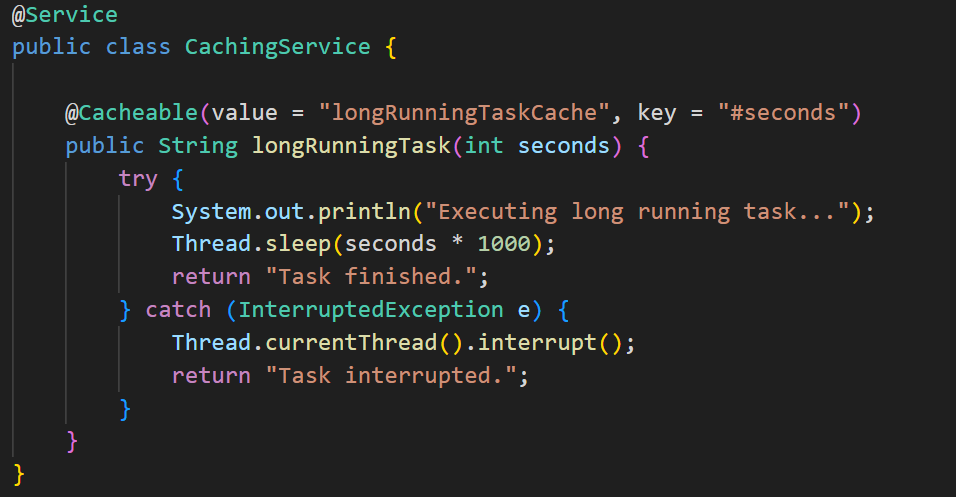 @Service
public class CachingService {
@Cacheable(value = "longRunningTaskCache", key = "#seconds")
public String longRunningTask(int seconds) {
try {
System.out.println("Executing long running task...");
Thread.sleep(seconds * 1000);
return "Task finished.";
} catch (InterruptedException e) {
Thread.currentThread().interrupt();
return "Task interrupted.";
}
}
}